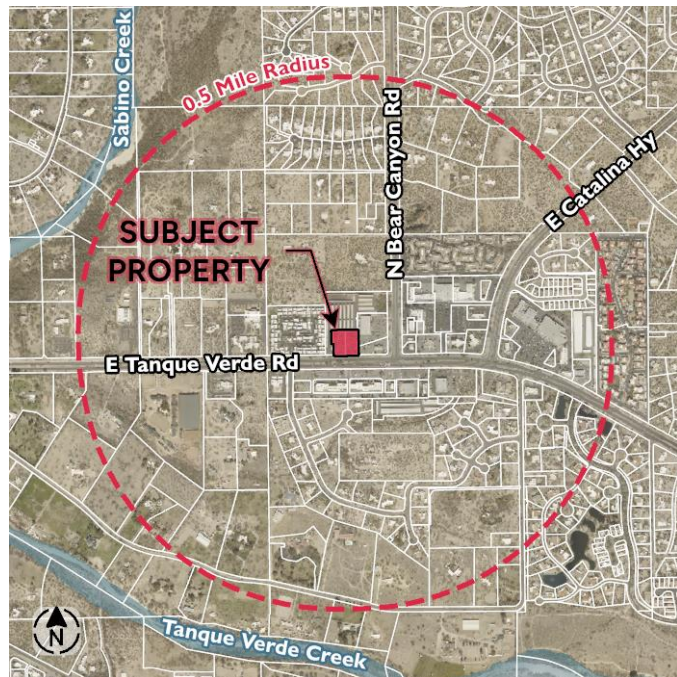 0.5 Mile Radius
Sabino Creek
N Bear Canyon Rd
E Catalina Hy
SUBJECT
PROPERTY
E Tanque Verde Rd
N
Tanque Verde Creek